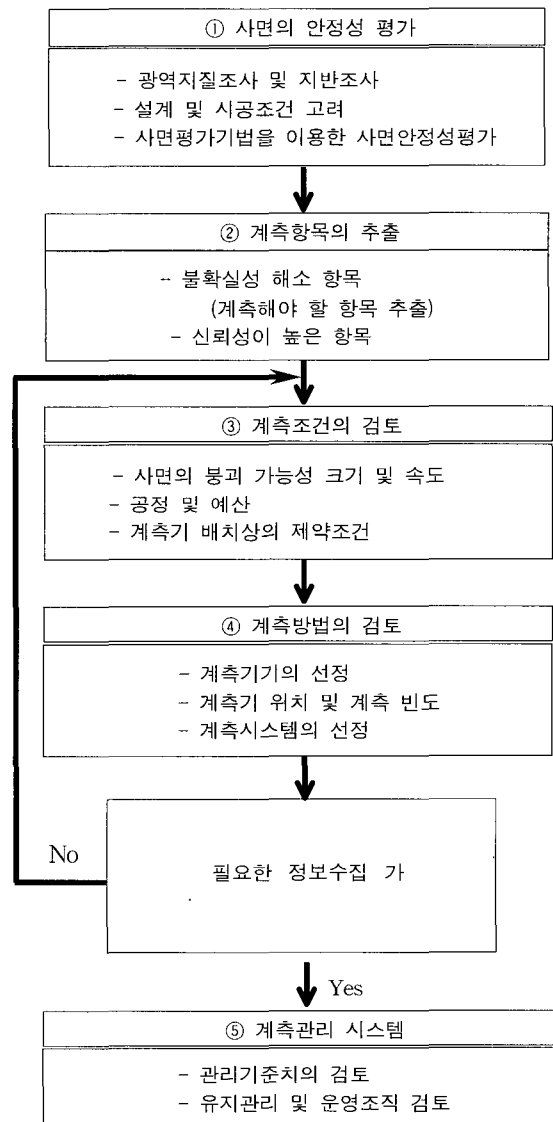 ① 사면의 안정성 평가
- 광역지질조사 및 지반조사
- 설계 및 시공조건 고려
- 사면평가기법을 이용한 사면안정성평가
② 계측항목의 추출
- 불확실성 해소 항목
(계측해야 할 항목 추출)
- 신뢰성이 높은 항목
③ 계측조건의 검토
- 사면의 붕괴 가능성 크기 및 속도
- 공정 및 예산
- 계측기 배치상의 제약조건
④ 계측방법의 검토
- 계측기기의 선정
- 계측기 위치 및 계측 빈도
- 계측시스템의 선정
No
필요한 정보수집 가
Yes
⑤ 계측관리 시스템
- 관리기준치의 검토
- 유지관리 및 운영조직 검토